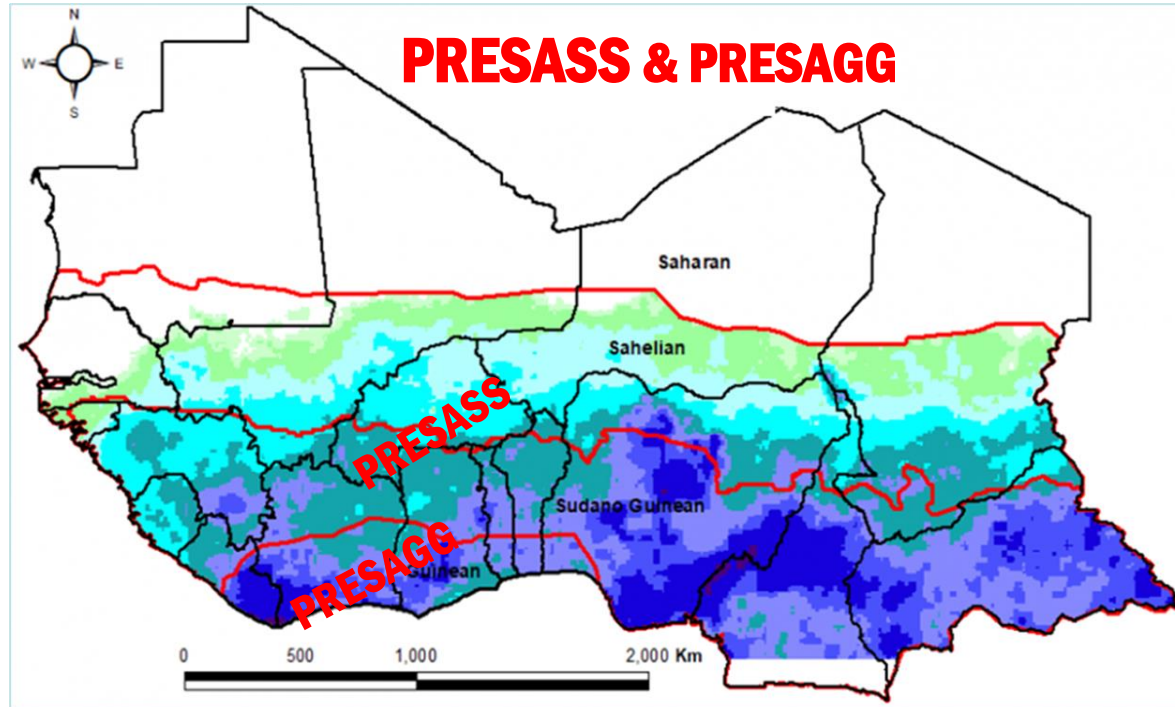 PRESASS & PRESAGG
N
W E
S
Saharan
Sahelian
PRESASS
Sudano Guinean
PRESAGG
Guinean
0 500 1,000 2,000 Km